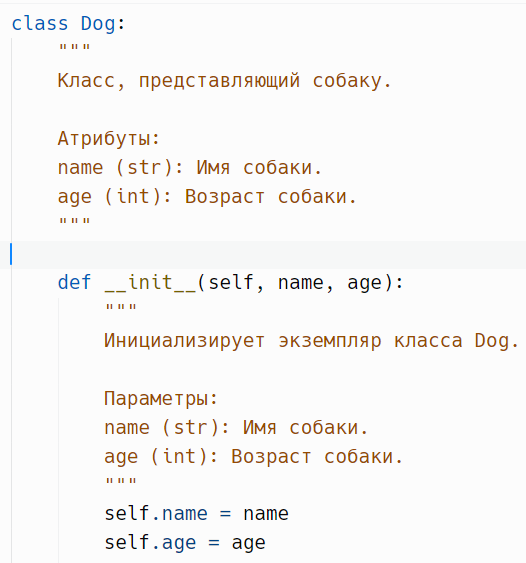 class Dog:
    """
    Класс, представляющий собаку.

    Атрибуты:
    name (str): Имя собаки.
    age (int): Возраст собаки.
    """

    def __init__(self, name, age):
        """
        Инициализирует экземпляр класса Dog.

        Параметры:
        name (str): Имя собаки.
        age (int): Возраст собаки.
        """
        self.name = name
        self.age = age